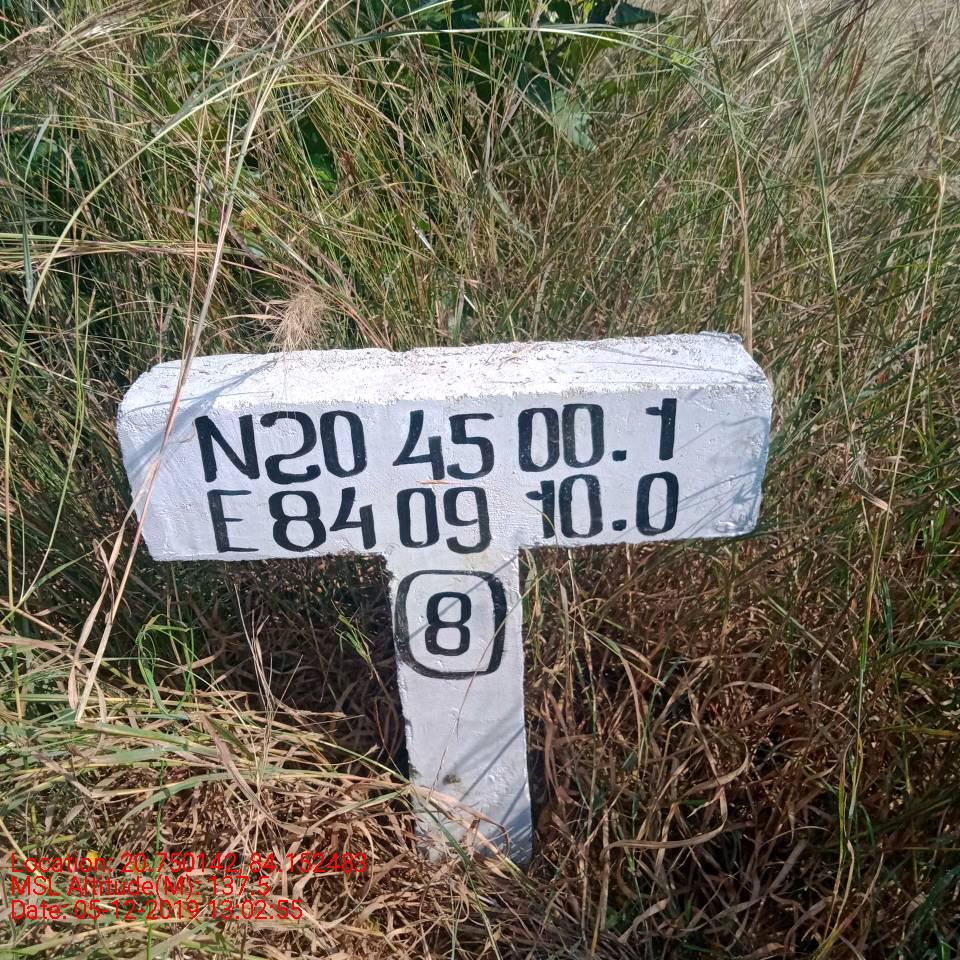 N20 45 00.1
E84 09 10.0
8
Location: 20.750142, 84.152483
MSL Altitude(M): 137.5
Date: 05-12-2019 13:02:55